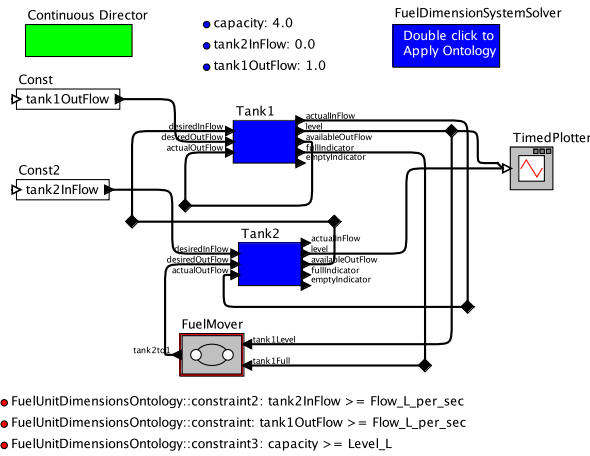 Continuous Director
capacity: 4.0
tank2InFlow: 0.0
tank1OutFlow: 1.0
FuelDimensionSystemSolver
Double click to
Apply Ontology
Const
tank1OutFlow
Const2
tank2InFlow
Tank1
desiredInFlow
desiredOutFlow
actualOutFlow
actualInFlow
level
availableOutFlow
fullIndicator
emptyIndicator
TimedPlotter
Tank2
desiredInFlow
desiredOutFlow
actualOutFlow
actualInFlow
level
availableOutFlow
fullIndicator
emptyIndicator
FuelMover
tank2to1
tank1Level
tank1Full
FuelUnitDimensionsOntology::constraint2: tank2InFlow >= Flow_L_per_sec
FuelUnitDimensionsOntology::constraint: tank1OutFlow >= Flow_L_per_sec
FuelUnitDimensionsOntology::constraint3: capacity >= Level_L